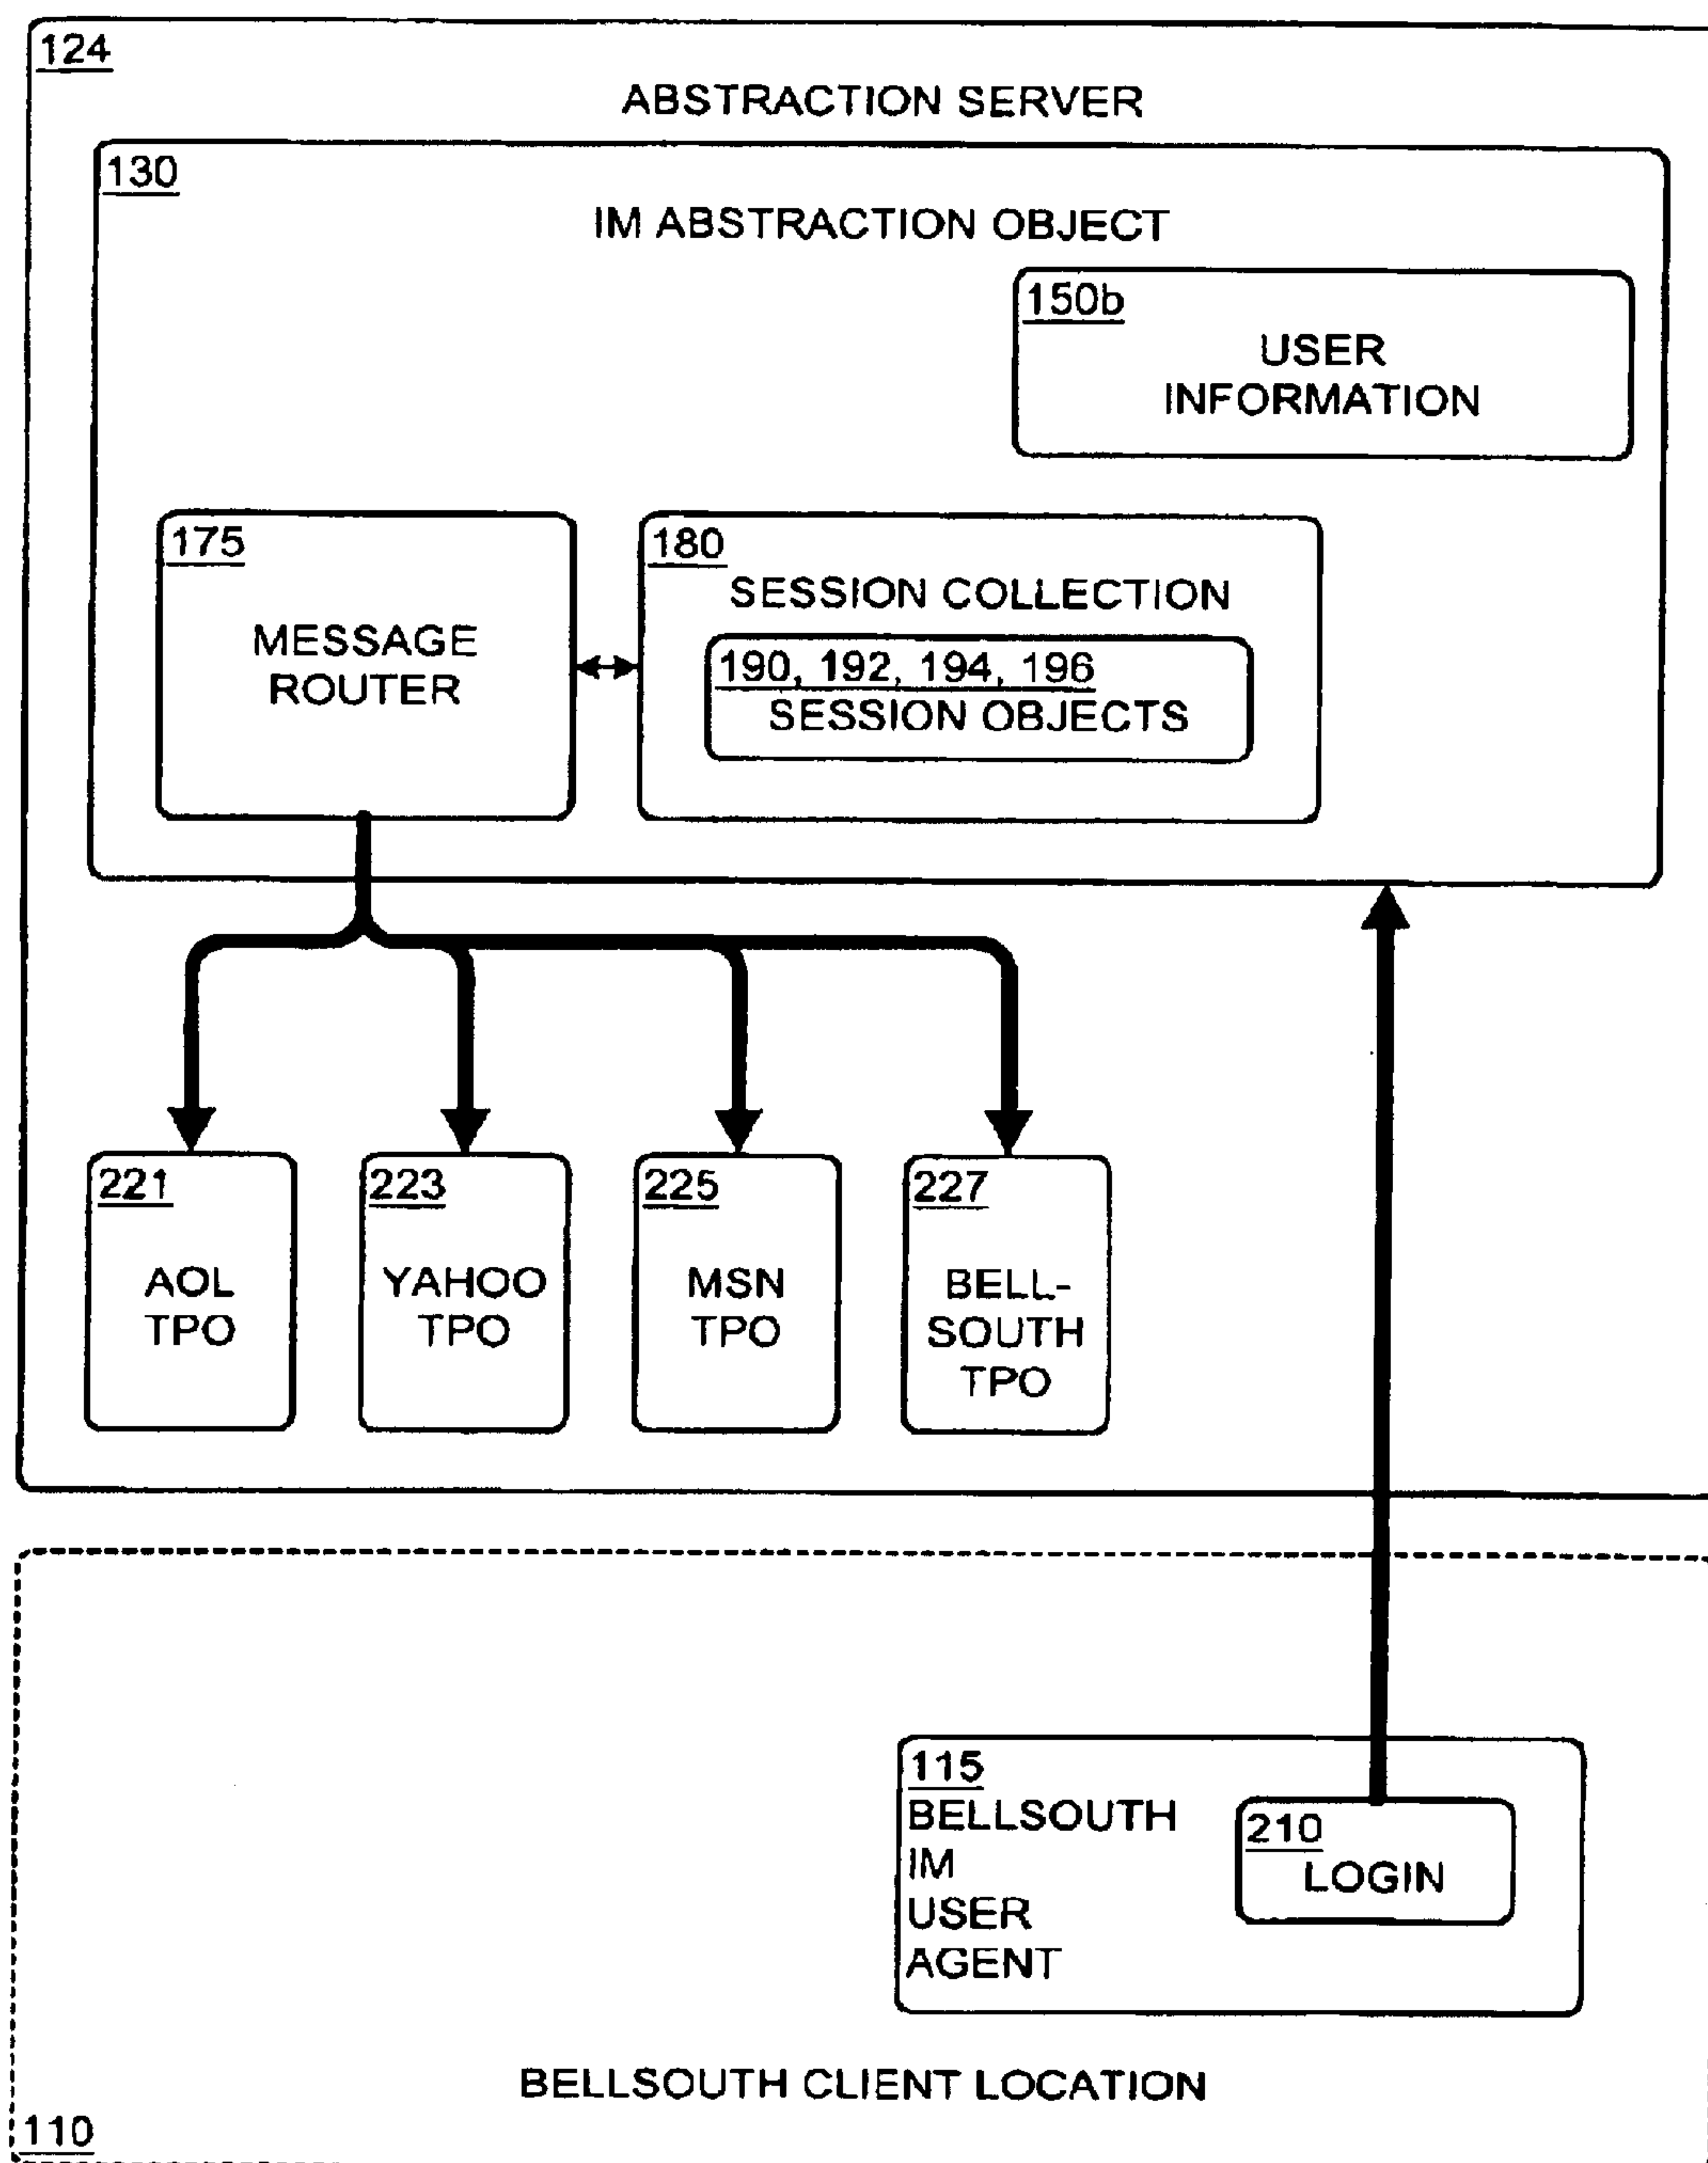 124
ABSTRACTION SERVER
130
IM ABSTRACTION OBJECT
150b
USER
INFORMATION
175
MESSAGE
ROUTER
180
SESSION COLLECTION
190, 192, 194, 196
SESSION OBJECTS
221
AOL
TPO
223
YAHOO
TPO
225
MSN
TPO
227
BELL-
SOUTH
TPO
115
BELLSOUTH
IM
USER
AGENT
210
LOGIN
BELLSOUTH CLIENT LOCATION
110